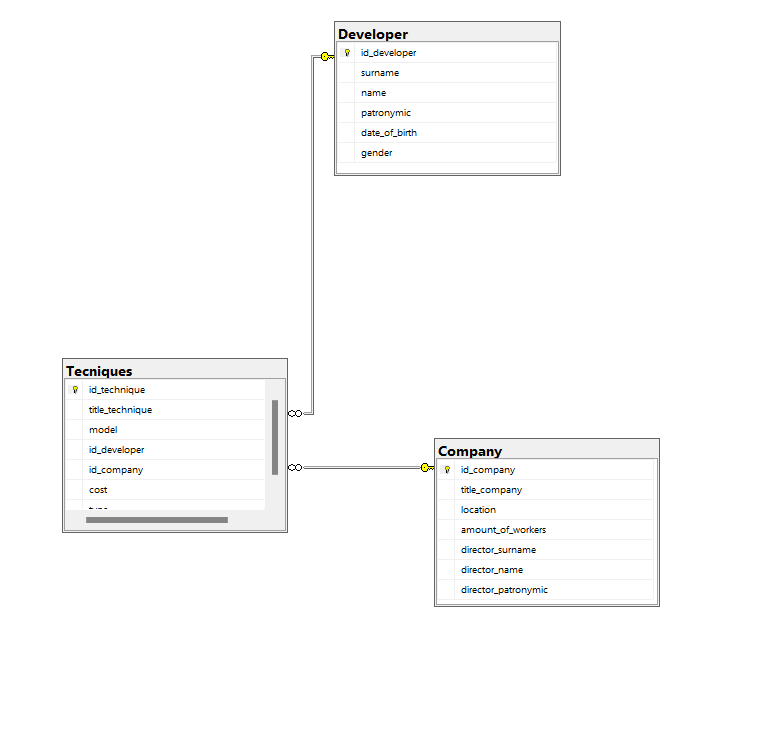 Developer
id_developer
surname
name
patronymic
date_of_birth
gender
Tecniques
id_technique
title_technique
model
id_developer
id_company
cost
Company
id_company
title_company
location
amount_of_workers
director_surname
director_name
director_patronymic